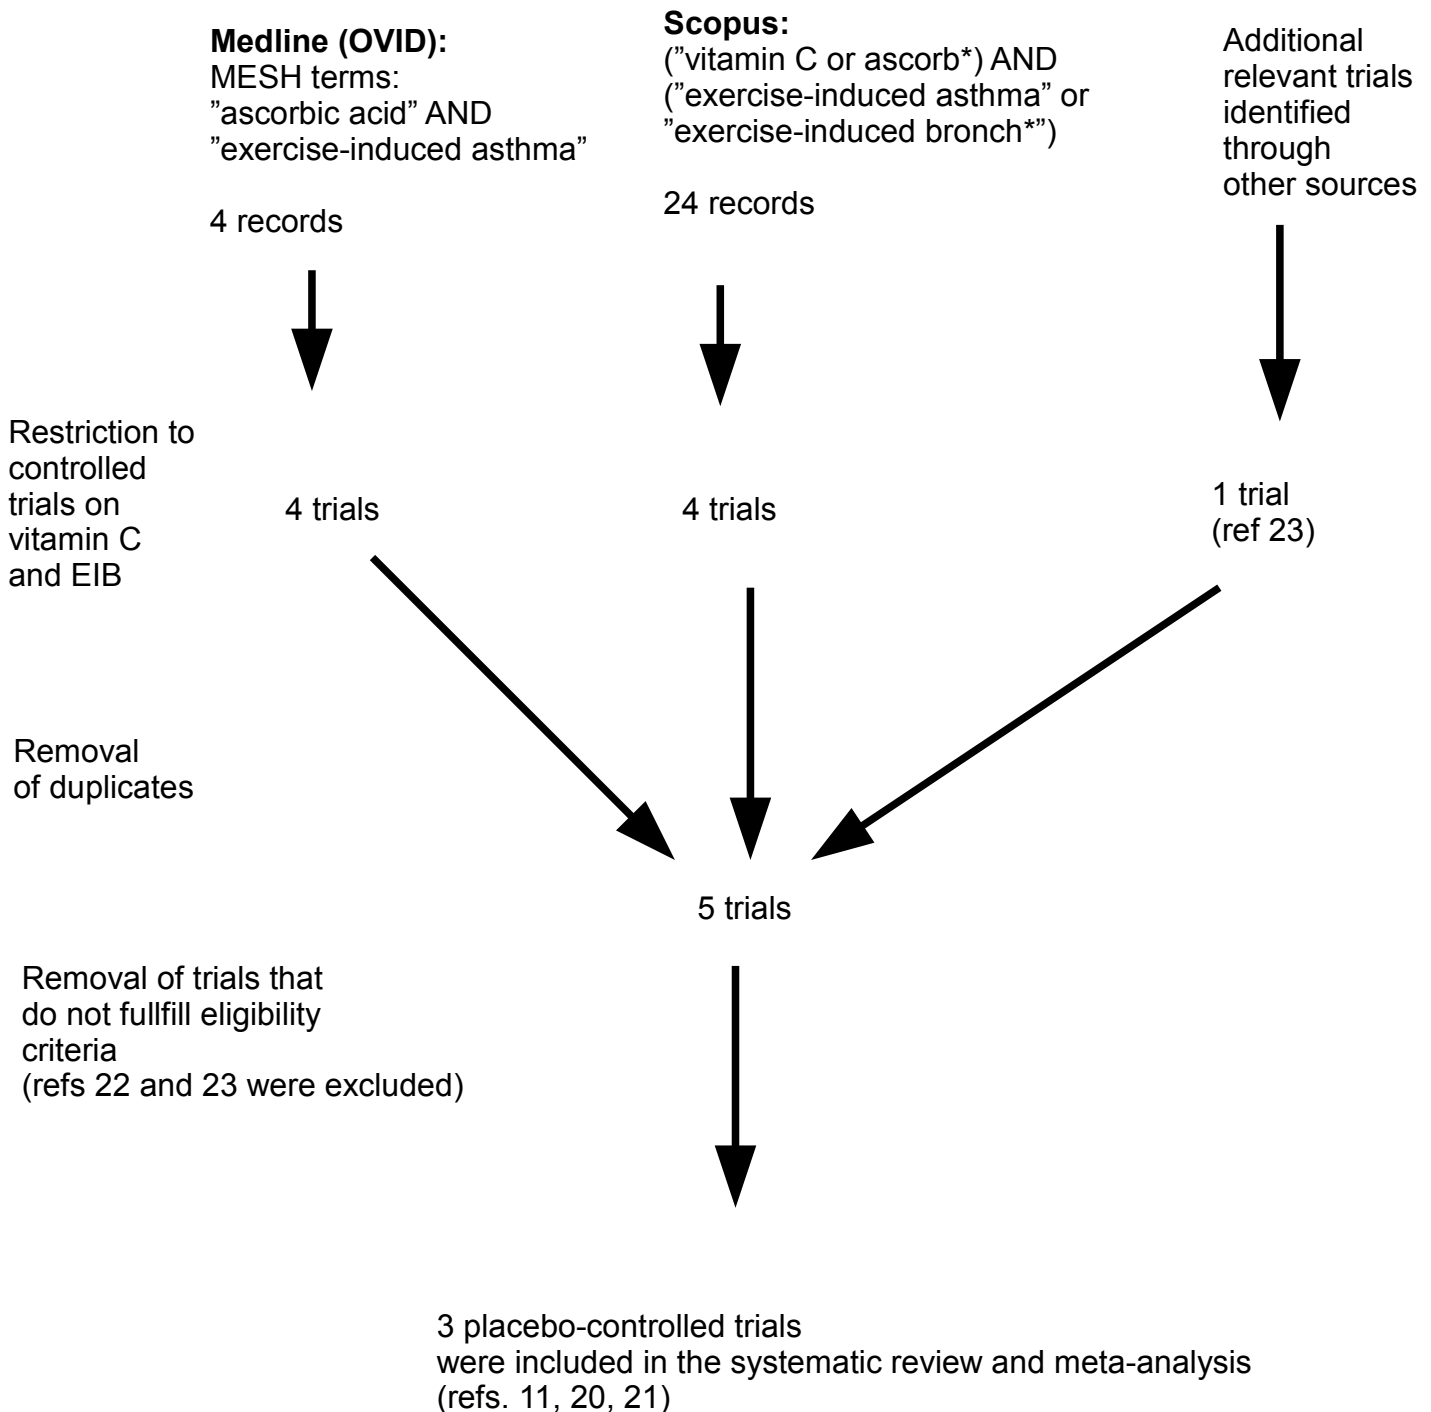 Medline (OVID):
MESH terms:
”ascorbic acid” AND
”exercise-induced asthma”
4 records
Scopus:
(”vitamin C or ascorb*) AND
(”exercise-induced asthma” or
”exercise-induced bronch*”)
24 records
Additional
relevant trials
identified
through
other sources
Restriction to
controlled
trials on
vitamin C
and EIB
4 trials
4 trials
1 trial
(ref 23)
Removal
of duplicates
5 trials
Removal of trials that
do not fullfill eligibility
criteria
(refs 22 and 23 were excluded)
3 placebo-controlled trials
were included in the systematic review and meta-analysis
(refs. 11, 20, 21)